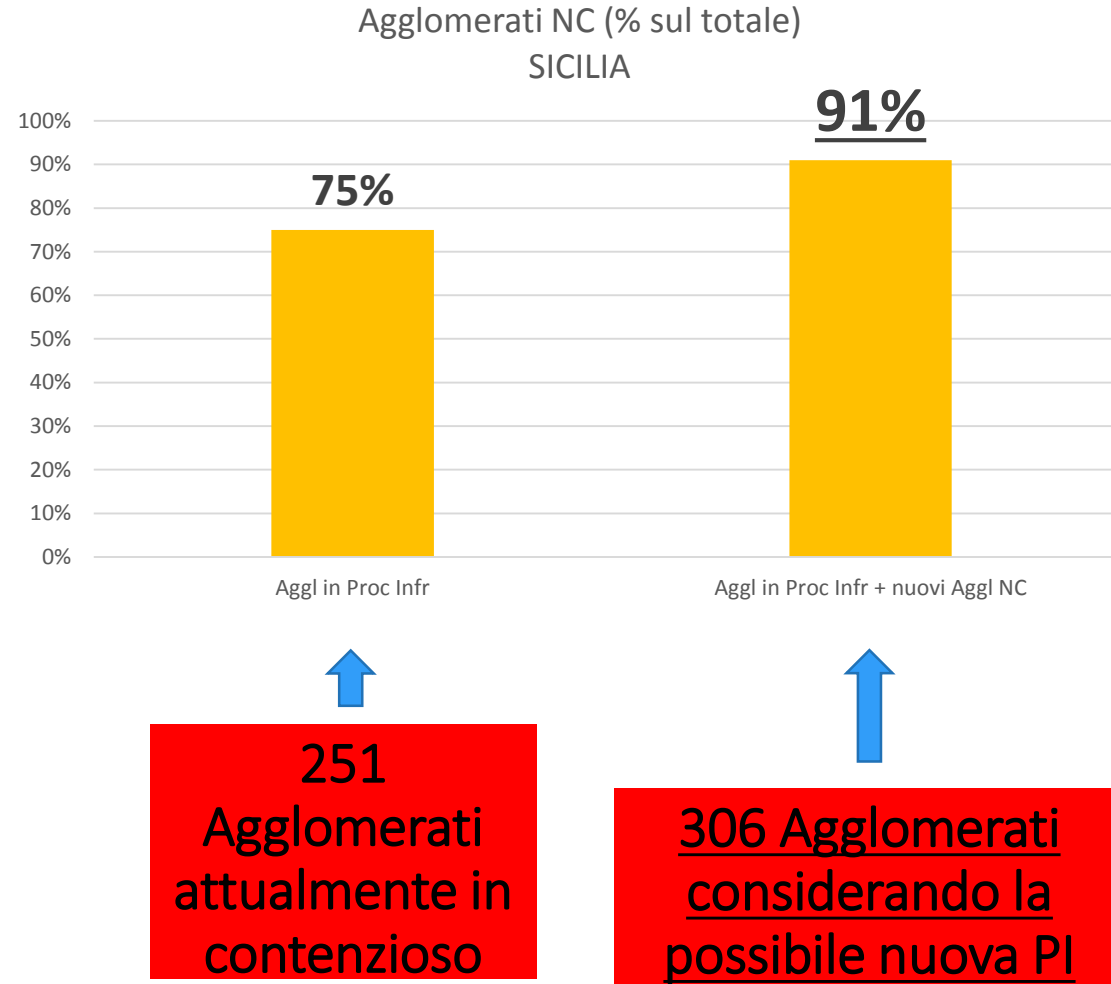 Agglomerati NC (% sul totale)
SICILIA
100%
90%
80%
70%
60%
50%
40%
30%
20%
10%
0%
75%
91%
Aggl in Proc Infr
Aggl in Proc Infr + nuovi Aggl NC
251
Agglomerati
attualmente in
contenzioso
306 Agglomerati
considerando la
possibile nuova PI